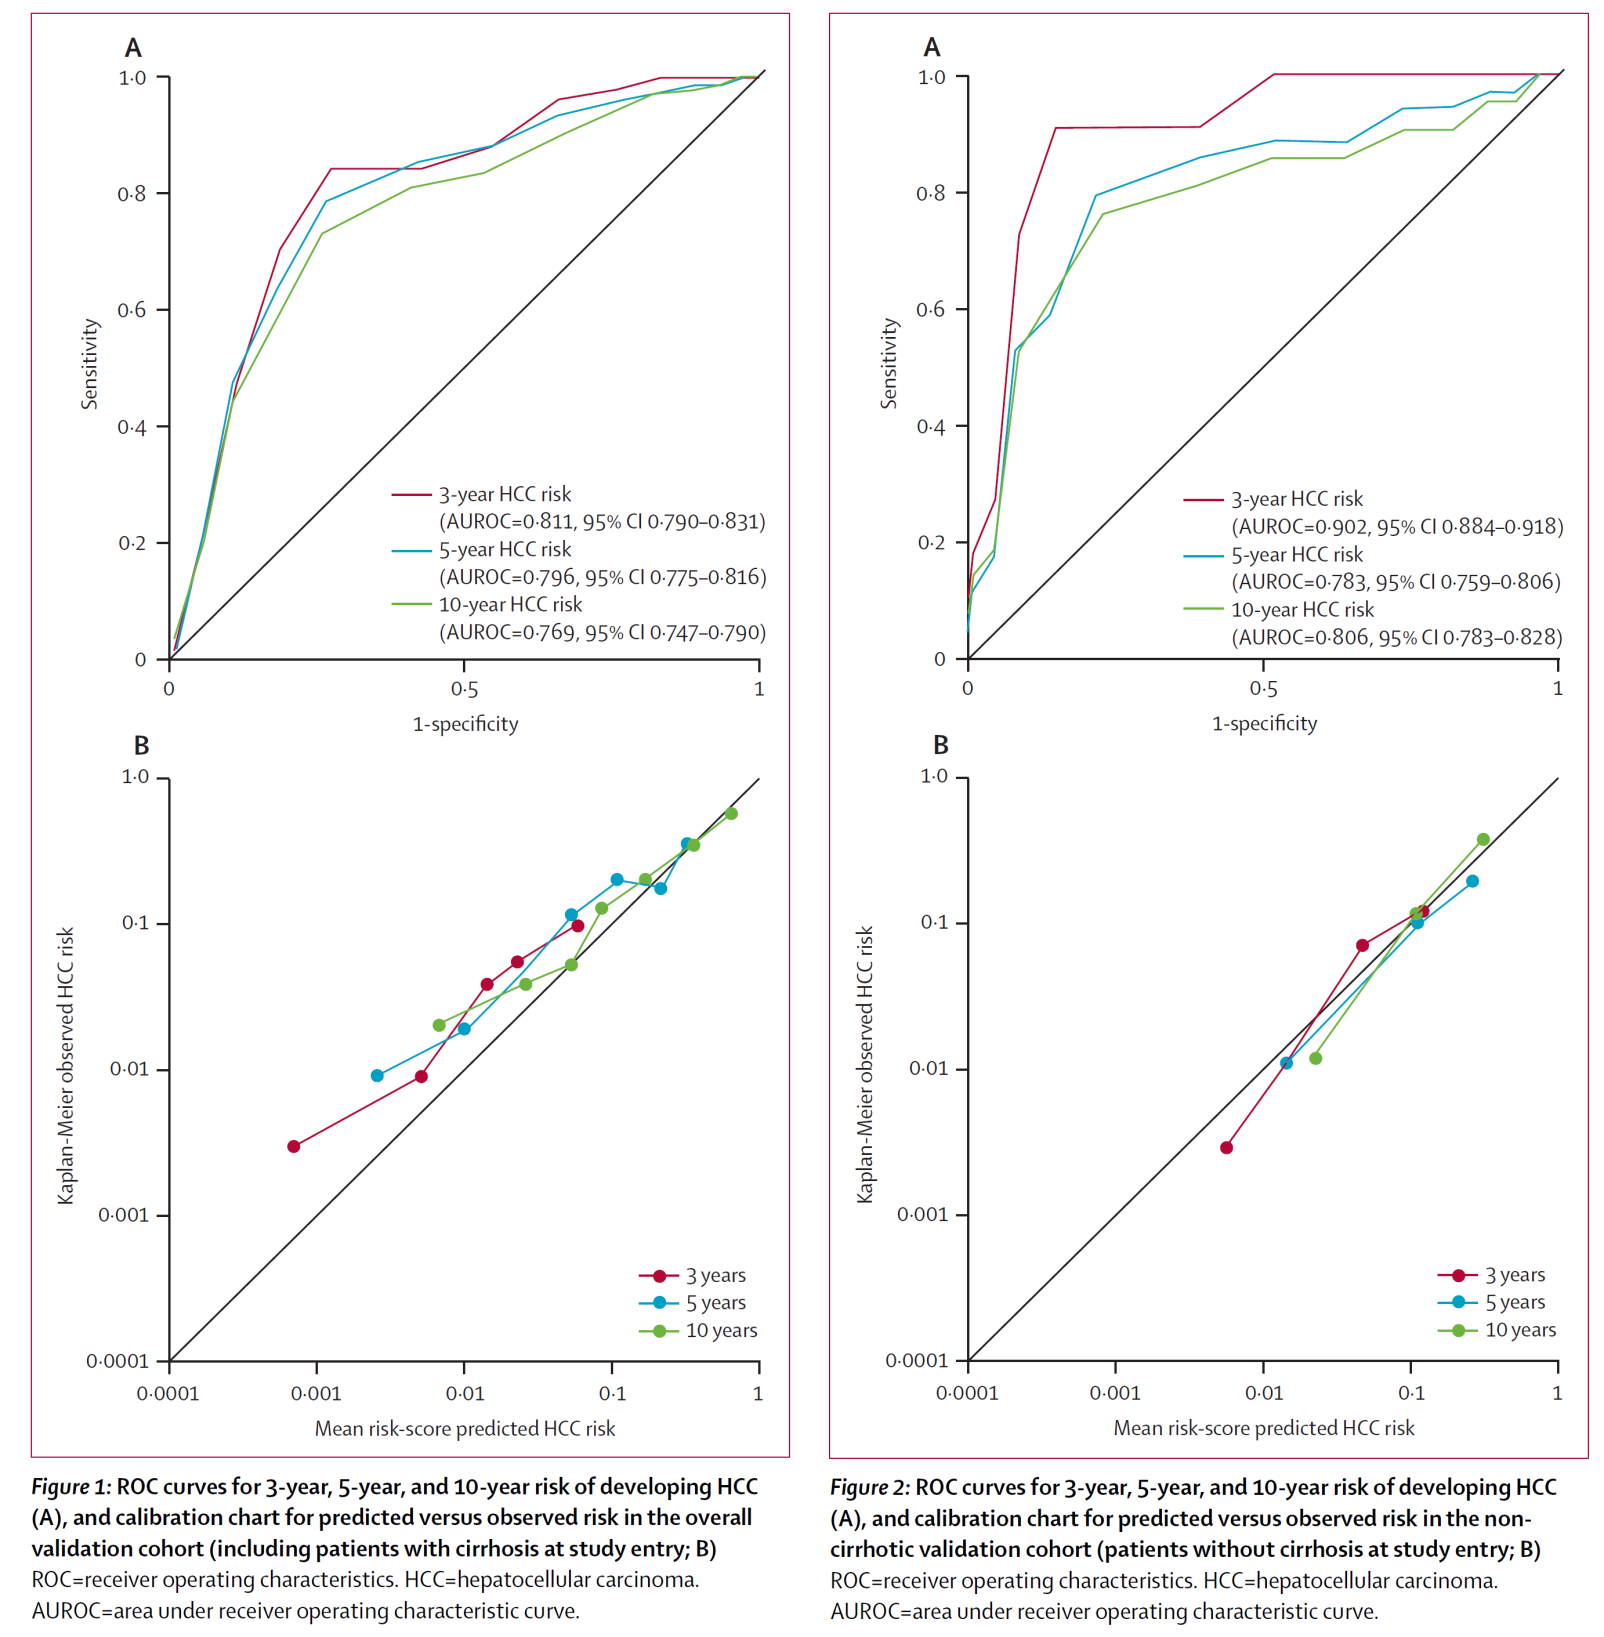 A
1·0
0·8
0·6
0·4
0·2
0
Sensitivity
3-year HCC risk
(AUROC=0·811, 95% CI 0·790–0·831)
5-year HCC risk
(AUROC=0·796, 95% CI 0·775–0·816)
10-year HCC risk
(AUROC=0·769, 95% CI 0·747–0·790)
0 0·5 1
1-specificity
B
1·0
0·1
0·01
0·001
0·0001
Kaplan-Meier observed HCC risk
3 years
5 years
10 years
0·0001 0·001 0·01 0·1 1
Mean risk-score predicted HCC risk
Figure 1: ROC curves for 3-year, 5-year, and 10-year risk of developing HCC
(A), and calibration chart for predicted versus observed risk in the overall
validation cohort (including patients with cirrhosis at study entry; B)
ROC=receiver operating characteristics. HCC=hepatocellular carcinoma.
AUROC=area under receiver operating characteristic curve.
A
1·0
0·8
0·6
0·4
0·2
0
Sensitivity
3-year HCC risk
(AUROC=0·902, 95% CI 0·884–0·918)
5-year HCC risk
(AUROC=0·783, 95% CI 0·759–0·806)
10-year HCC risk
(AUROC=0·806, 95% CI 0·783–0·828)
0 0·5 1
1-specificity
B
1·0
0·1
0·01
0·001
0·0001
Kaplan-Meier observed HCC risk
3 years
5 years
10 years
0·0001 0·001 0·01 0·1 1
Mean risk-score predicted HCC risk
Figure 2: ROC curves for 3-year, 5-year, and 10-year risk of developing HCC
(A), and calibration chart for predicted versus observed risk in the non-
cirrhotic validation cohort (patients without cirrhosis at study entry; B)
ROC=receiver operating characteristics. HCC=hepatocellular carcinoma.
AUROC=area under receiver operating characteristic curve.